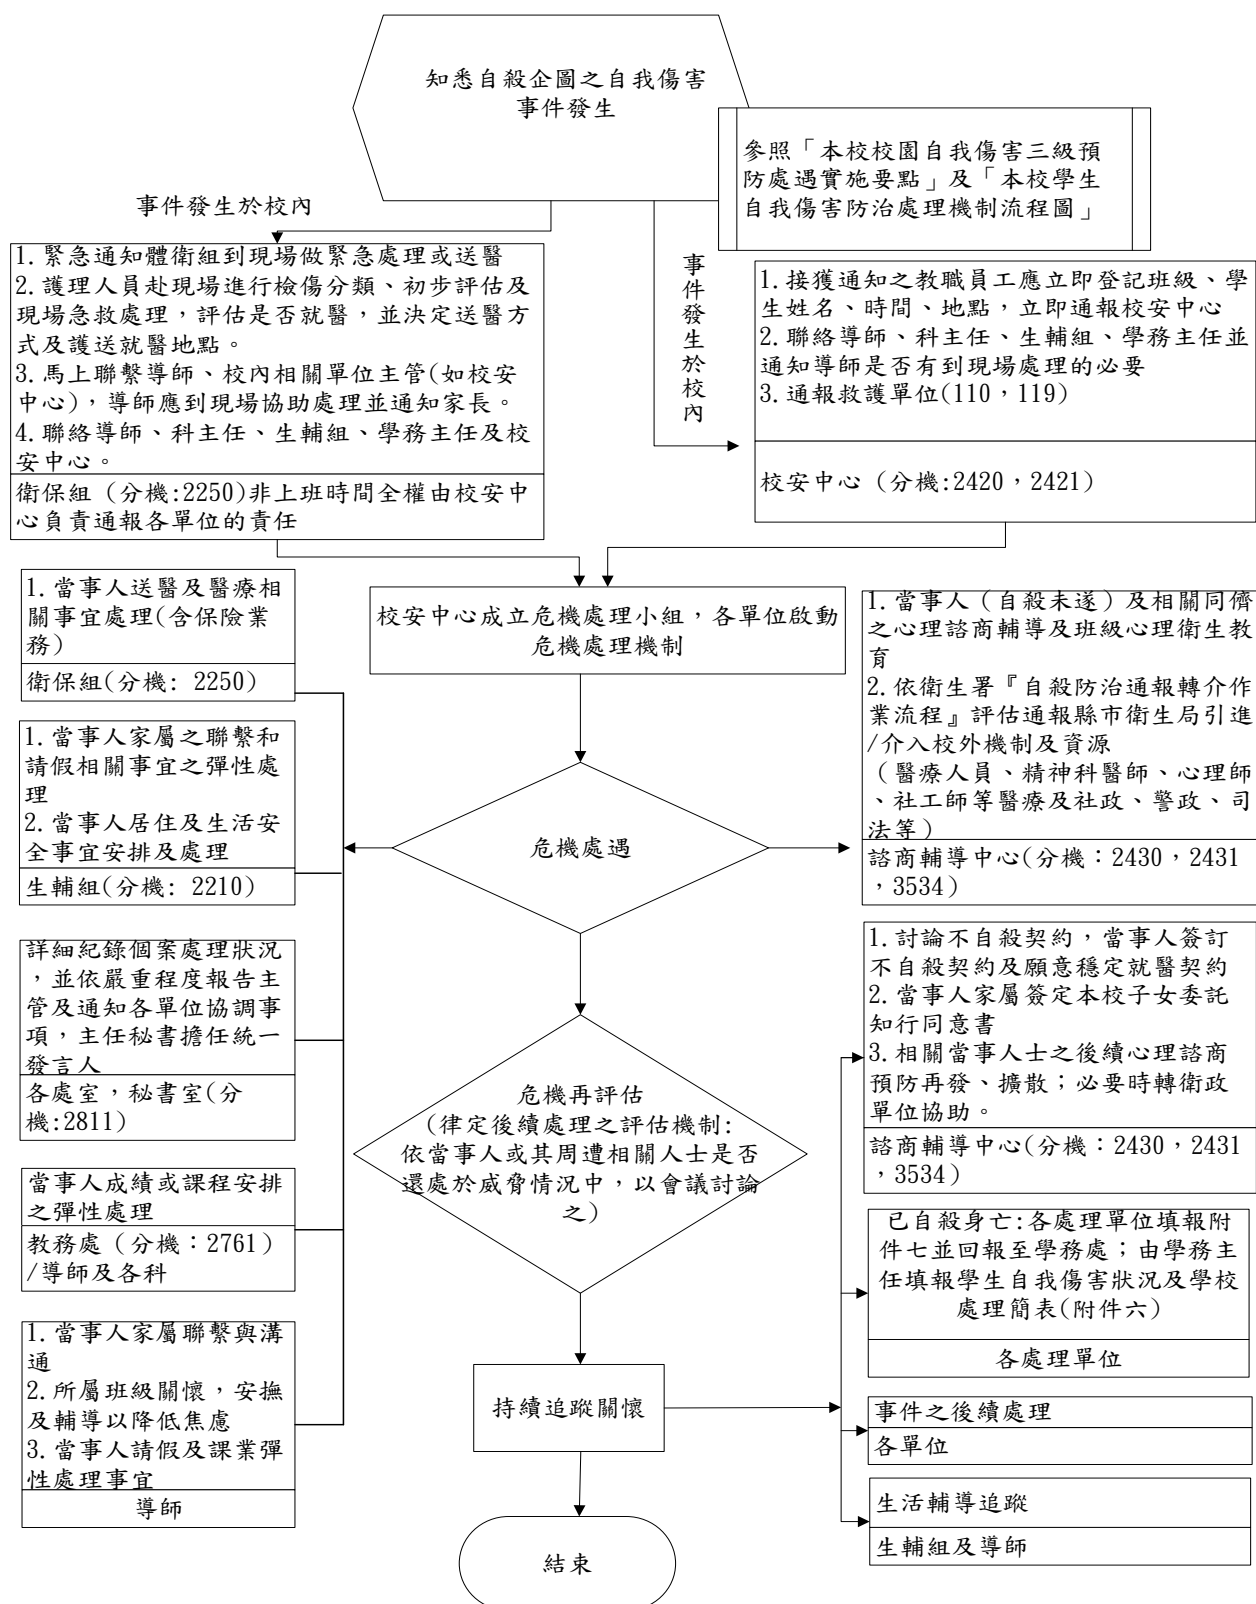 知悉自殺企圖之自我傷害
事件發生
參照「本校校園自我傷害三級預
防處遇實施要點」及「本校學生
自我傷害防治處理機制流程圖」
事件發生於校內
1.緊急通知體衛組到現場做緊急處理或送醫
2.護理人員赴現場進行檢傷分類、初步評估及
現場急救處理，評估是否就醫，並決定送醫方
式及護送就醫地點。
3.馬上聯繫導師、校內相關單位主管(如校安
中心)，導師應到現場協助處理並通知家長。
4.聯絡導師、科主任、生輔組、學務主任及校
安中心。
衛保組（分機:2250)非上班時間全權由校安中
心負責通報各單位的責任
事件發生於校內
1.接獲通知之教職員工應立即登記班級、學
生姓名、時間、地點，立即通報校安中心
2.聯絡導師、科主任、生輔組、學務主任並
通知導師是否有到現場處理的必要
3.通報救護單位(110，119)
校安中心（分機:2420，2421)
校安中心成立危機處理小組，各單位啟動
危機處理機制
1.當事人送醫及醫療相
關事宜處理(含保險業
務)
衛保組(分機: 2250)
1.當事人家屬之聯繫和
請假相關事宜之彈性處
理
2.當事人居住及生活安
全事宜安排及處理
生輔組(分機: 2210)
詳細紀錄個案處理狀況
，並依嚴重程度報告主
管及通知各單位協調事
項，主任秘書擔任統一
發言人
各處室，秘書室(分
機:2811)
當事人成績或課程安排
之彈性處理
教務處（分機：2761)
/導師及各科
1.當事人家屬聯繫與溝
通
2.所屬班級關懷，安撫
及輔導以降低焦慮
3.當事人請假及課業彈
性處理事宜
導師
危機處遇
1.當事人（自殺未遂）及相關同儕
之心理諮商輔導及班級心理衛生教
育
2.依衛生署『自殺防治通報轉介作
業流程』評估通報縣市衛生局引進
/介入校外機制及資源
（醫療人員、精神科醫師、心理師
、社工師等醫療及社政、警政、司
法等）
諮商輔導中心(分機：2430，2431
，3534)
危機再評估
(律定後續處理之評估機制:
依當事人或其周遭相關人士是否
還處於威脅情況中，以會議討論
之)
1.討論不自殺契約，當事人簽訂
不自殺契約及願意穩定就醫契約
2.當事人家屬簽定本校子女委託
知行同意書
3.相關當事人士之後續心理諮商
預防再發、擴散；必要時轉衛政
單位協助。
諮商輔導中心(分機：2430，2431
，3534)
已自殺身亡:各處理單位填報附
件七並回報至學務處；由學務主
任填報學生自我傷害狀況及學校
處理簡表(附件六)
各處理單位
持續追蹤關懷
事件之後續處理
各單位
生活輔導追蹤
生輔組及導師
結束